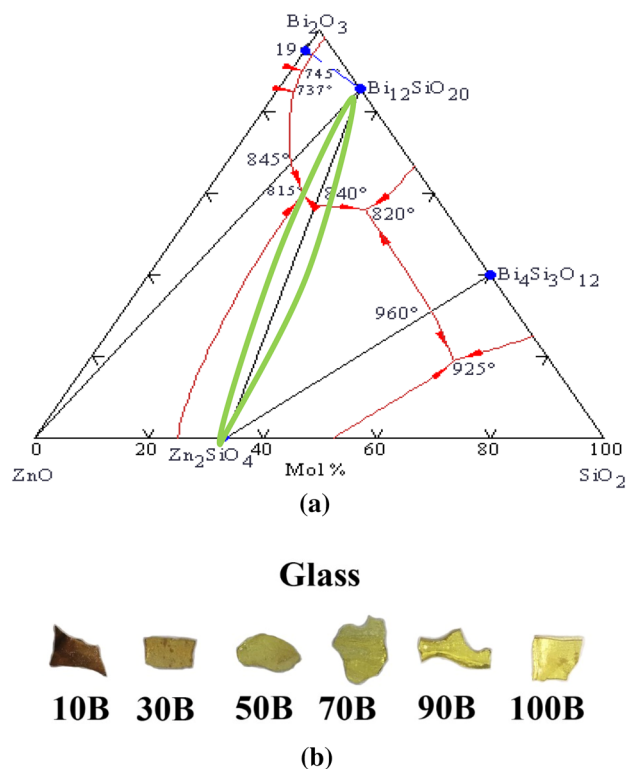 Bi₂O₃
19
745°
737°
Bi₁₂SiO₂₀
845°
815°
840°
820°
Bi₄Si₃O₁₂
960°
925°
0 20 40 60 80 100
Zn₂SiO₄
ZnO Mol % SiO₂
(a)
Glass
10B 30B 50B 70B 90B 100B
(b)